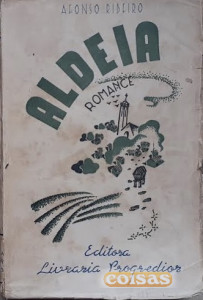 AFONSO RIBEIRO
ALDEIA
ROMANCE
Editora
Livraria Progredior
coisas